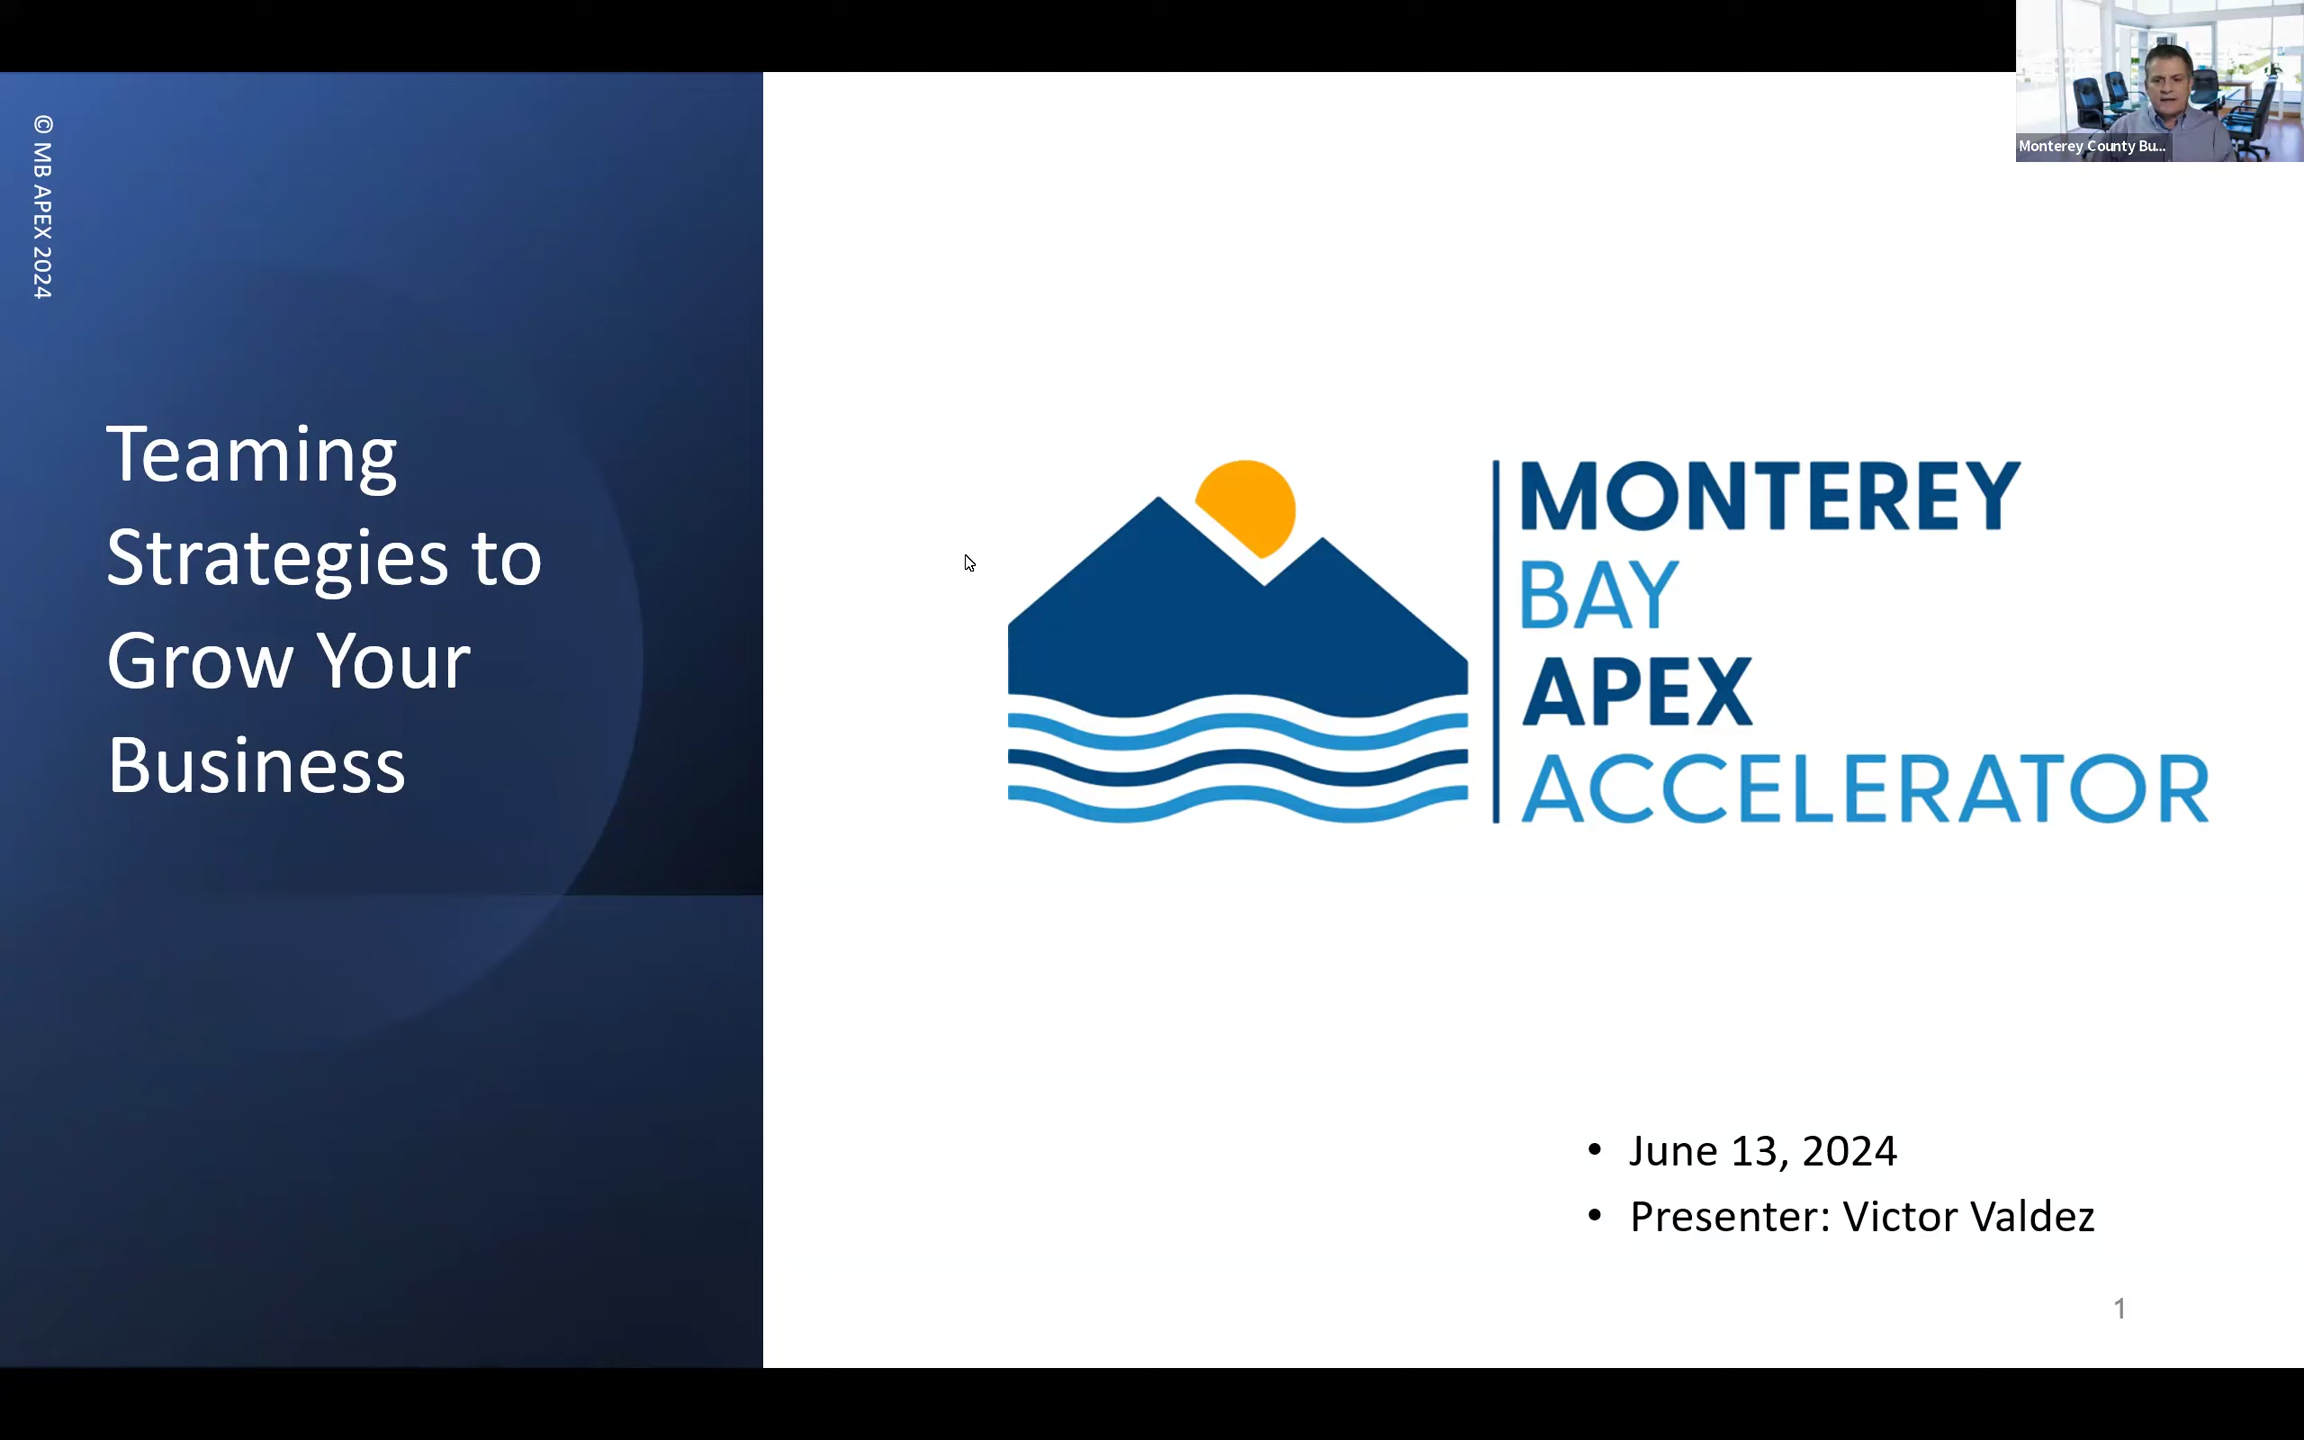 Monterey County Bu...
© MB APEX 2024
Teaming
Strategies to
Grow Your
Business
MONTEREY
BAY
APEX
ACCELERATOR
• June 13, 2024
• Presenter: Victor Valdez
1